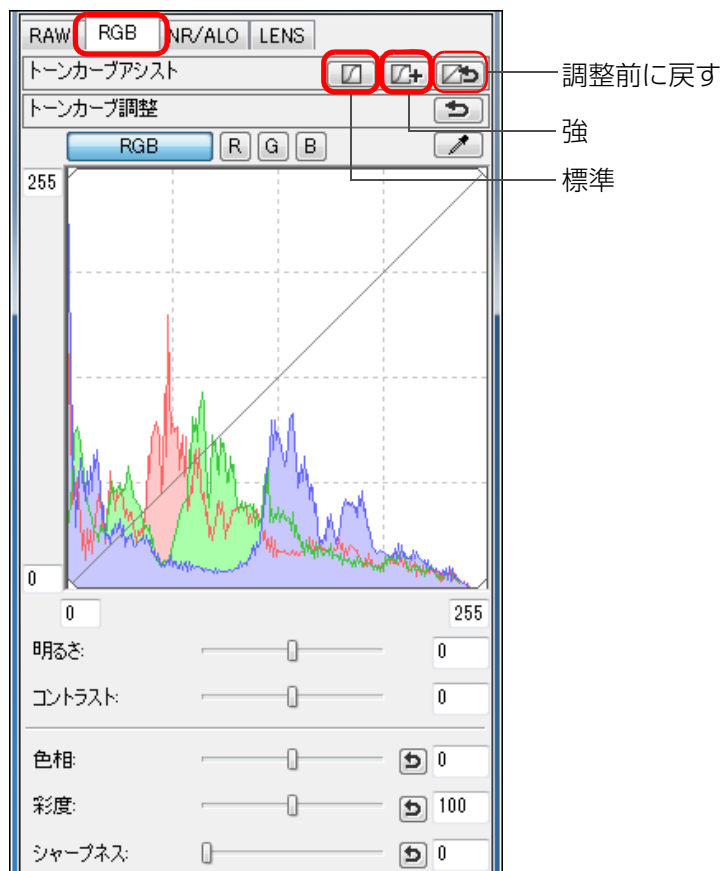 RAW RGB NR/ALO LENS
トーンカーブアシスト
調整前に戻す
強
標準
トーンカーブ調整
RGB R G B
255
0
0 255
明るさ: 0
コントラスト: 0
色相: 0
彩度: 100
シャープネス: 0